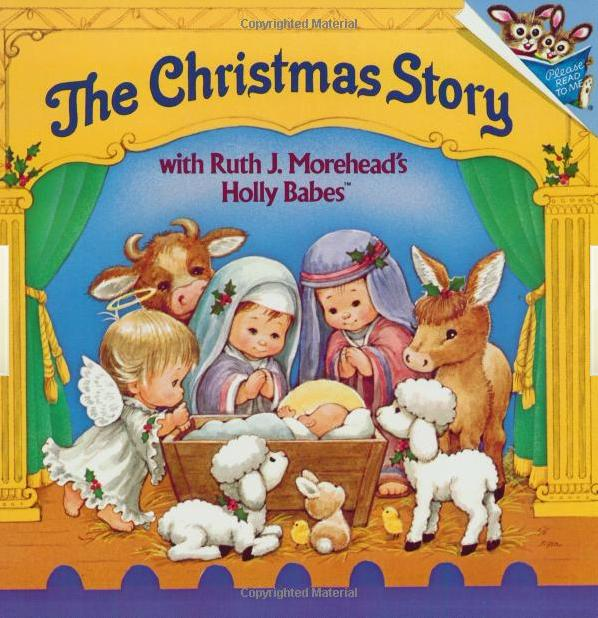 Copyrighted Material
Please
READ
TO ME
The Christmas Story
with Ruth J. Morehead's
Holly Babes™
Copyrighted Material